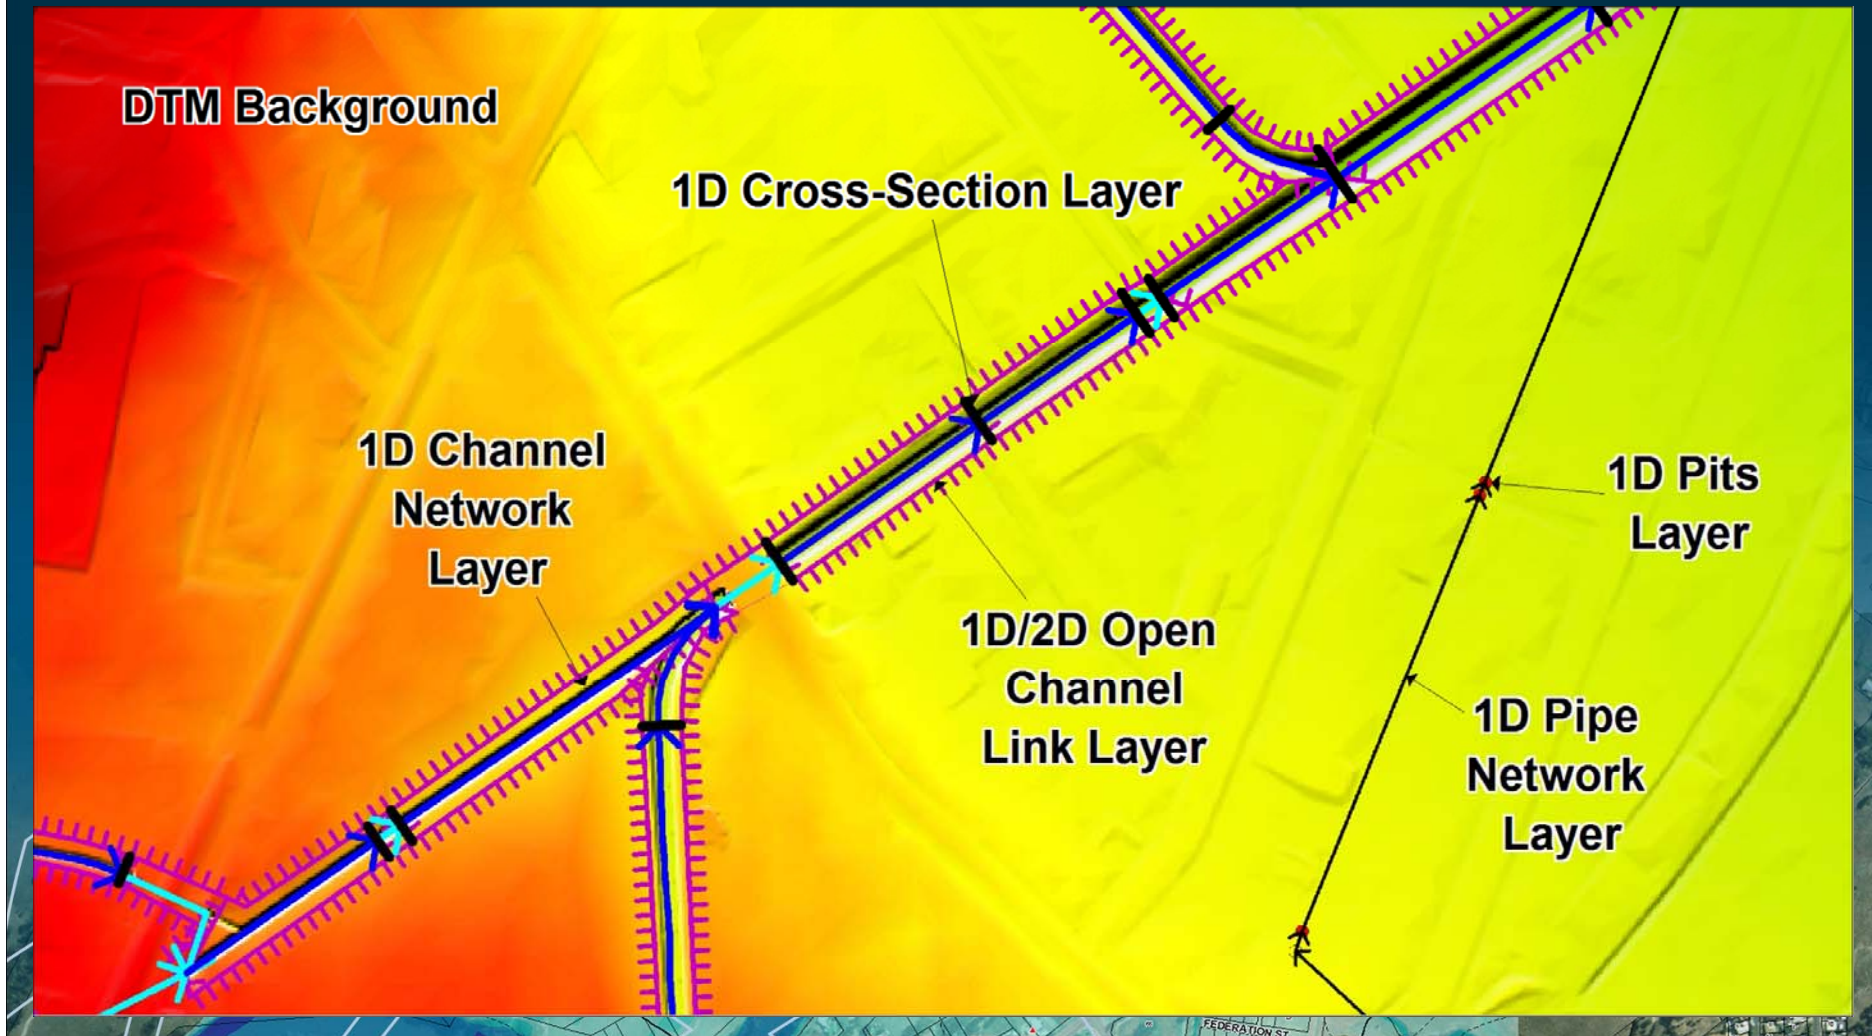 DTM Background
1D Cross-Section Layer
1D Channel
Network
Layer
1D Pits
Layer
1D/2D Open
Channel
Link Layer
1D Pipe
Network
Layer
FEDERATION ST